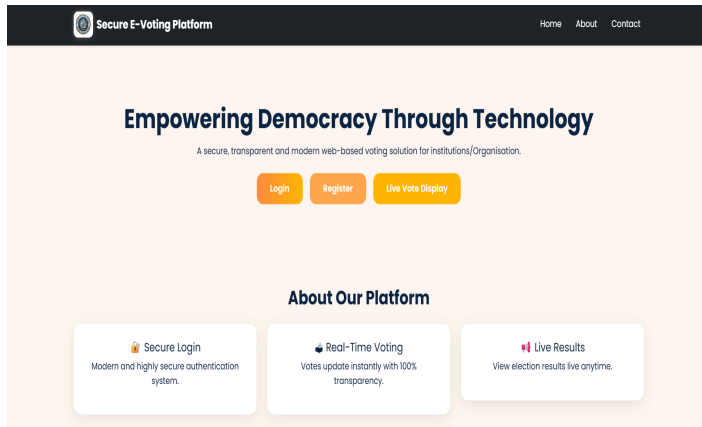 Secure E-Voting Platform
Home About Contact
Empowering Democracy Through Technology
A secure, transparent and modern web-based voting solution for institutions/Organisation.
Login Register Live Vote Display
About Our Platform
Secure Login
Modern and highly secure authentication
system.
Real-Time Voting
Votes update instantly with 100%
transparency.
Live Results
View election results live anytime.